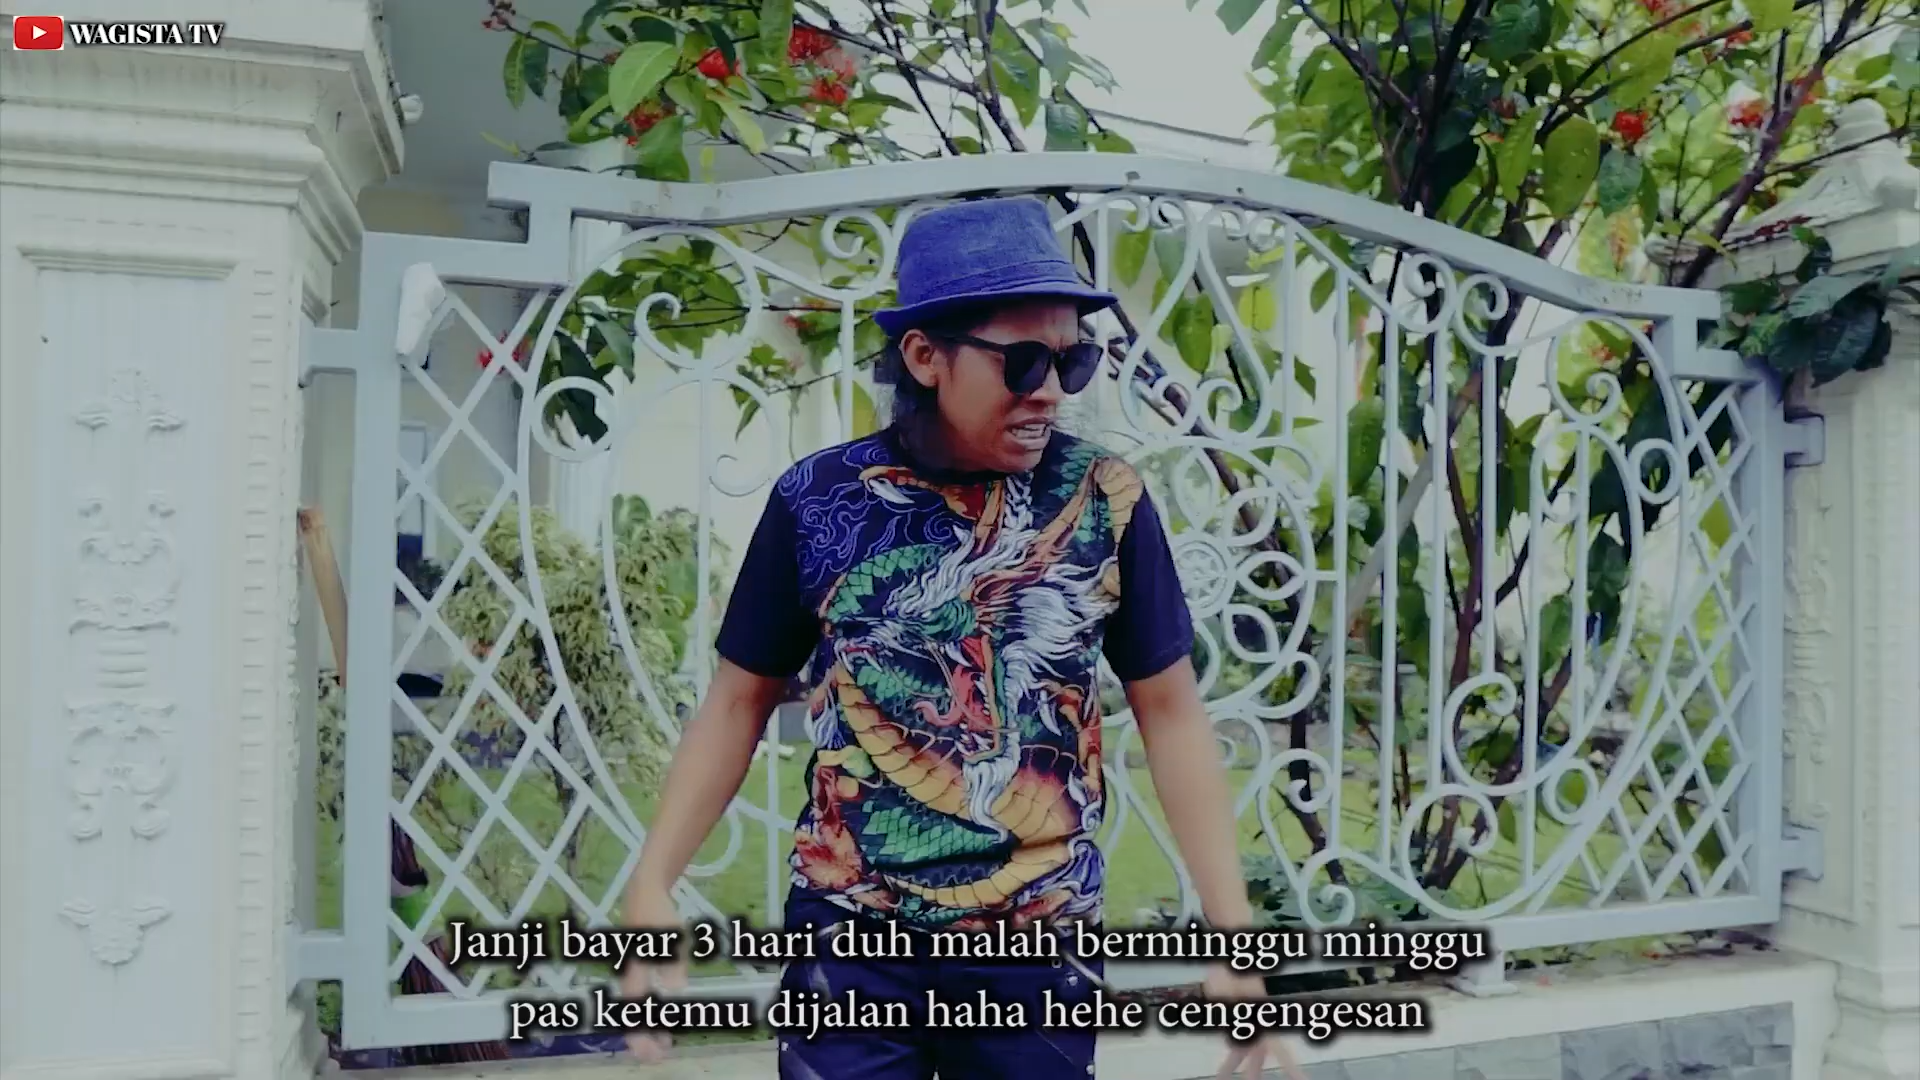 WAGISTA TV
Janji bayar 3 hari duh malah berminggu minggu
pas ketemu dijalan haha hehe cengengesan